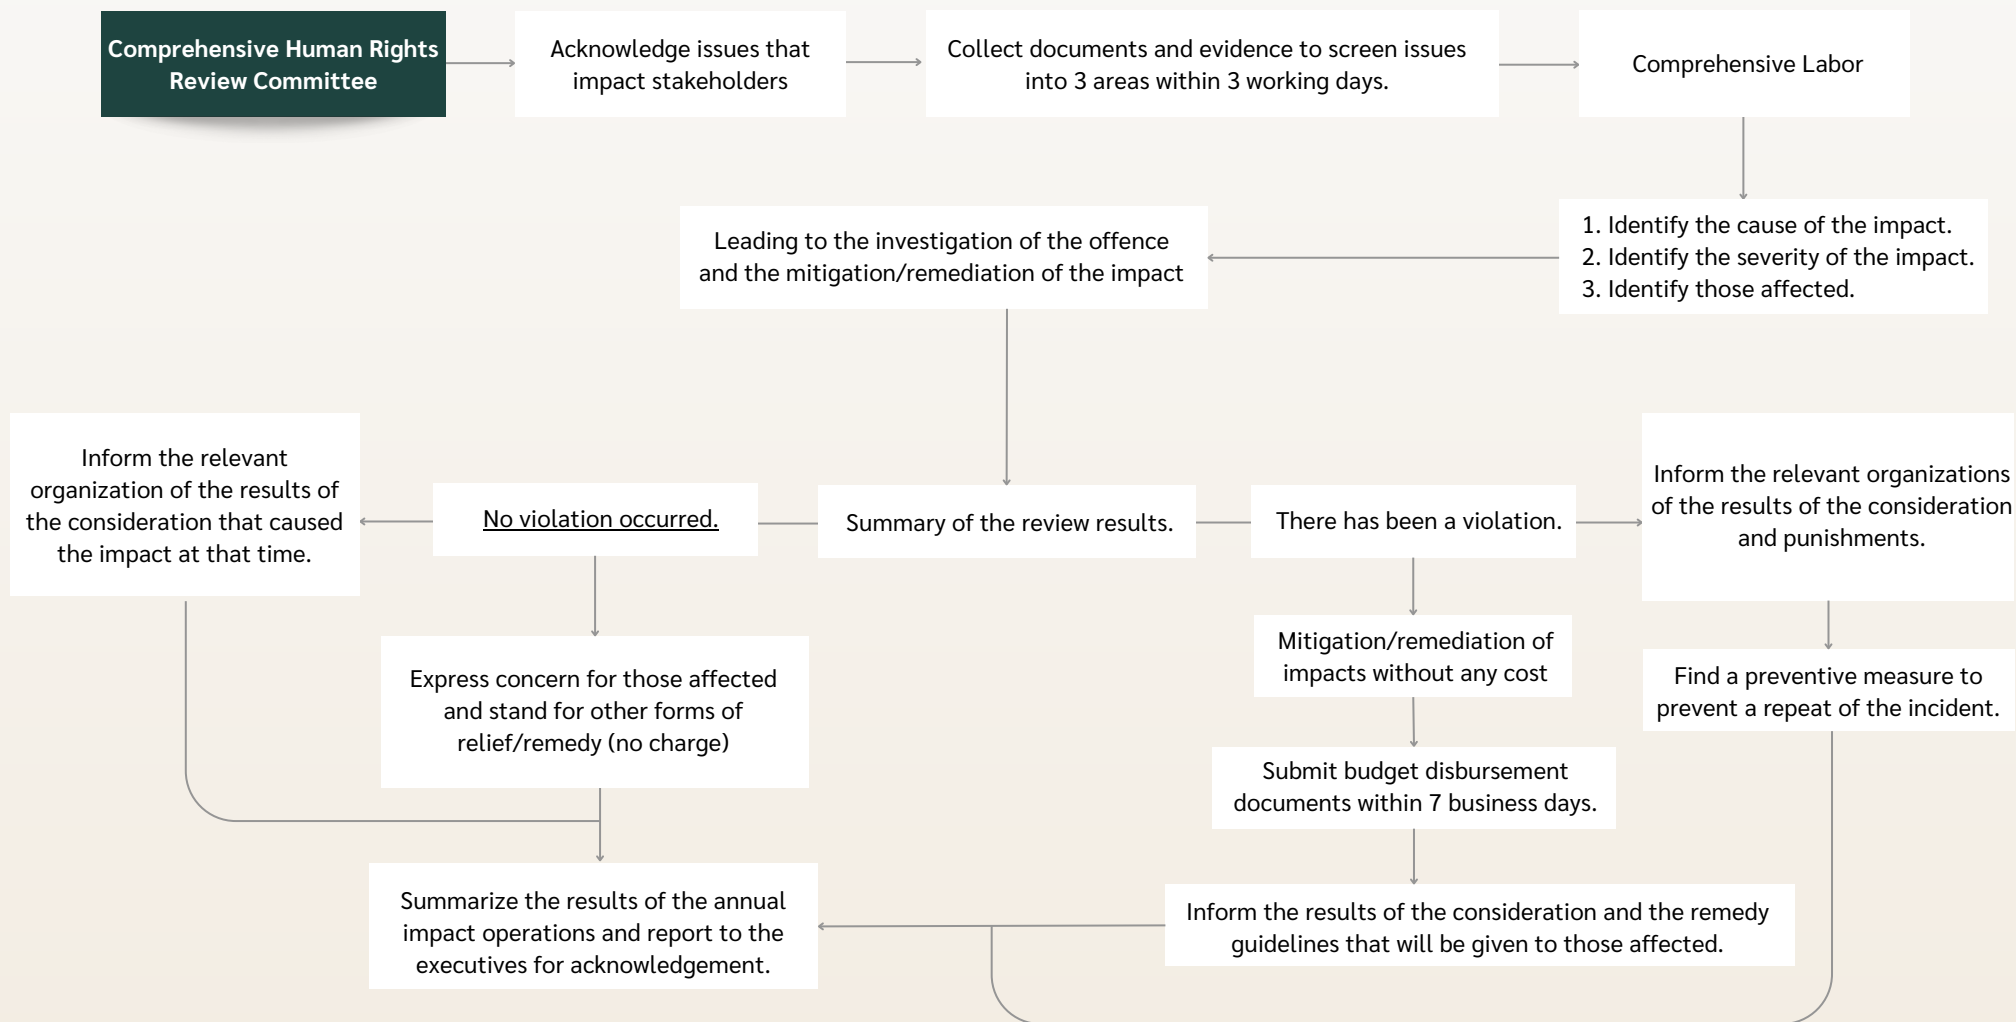 Comprehensive Human Rights
Review Committee
Acknowledge issues that
impact stakeholders
Collect documents and evidence to screen issues
into 3 areas within 3 working days.
Comprehensive Labor
1. Identify the cause of the impact.
2. Identify the severity of the impact.
3. Identify those affected.
Leading to the investigation of the offence
and the mitigation/remediation of the impact
Inform the relevant
organization of the results of
the consideration that caused
the impact at that time.
No violation occurred.
Summary of the review results.
There has been a violation.
Inform the relevant organizations
of the results of the consideration
and punishments.
Express concern for those affected
and stand for other forms of
relief/remedy (no charge)
Mitigation/remediation of
impacts without any cost
Find a preventive measure to
prevent a repeat of the incident.
Submit budget disbursement
documents within 7 business days.
Summarize the results of the annual
impact operations and report to the
executives for acknowledgement.
Inform the results of the consideration and the remedy
guidelines that will be given to those affected.